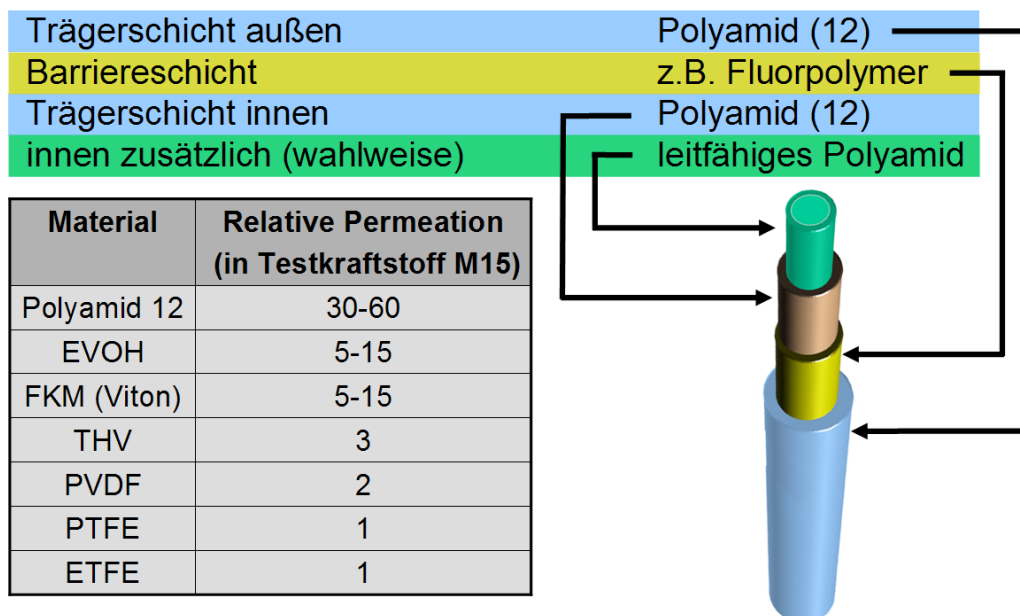 Trägerschicht außen Polyamid (12)
Barriereschicht z.B. Fluorpolymer
Trägerschicht innen Polyamid (12)
innen zusätzlich (wahlweise) leitfähiges Polyamid
Material Relative Permeation
(in Testkraftstoff M15)
Polyamid 12 30-60
EVOH 5-15
FKM (Viton) 5-15
THV 3
PVDF 2
PTFE 1
ETFE 1